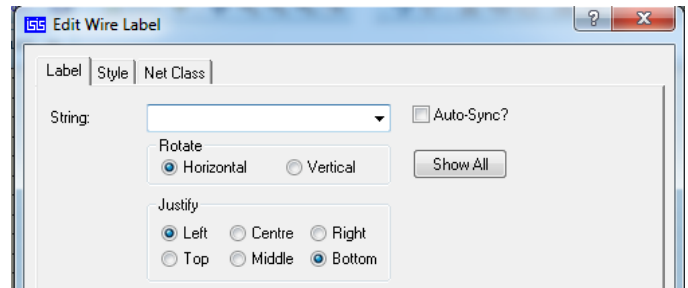 ISIS Edit Wire Label ? X
Label Style Net Class
String: Auto-Sync?
Rotate
Horizontal Vertical Show All
Justify
Left Centre Right
Top Middle Bottom